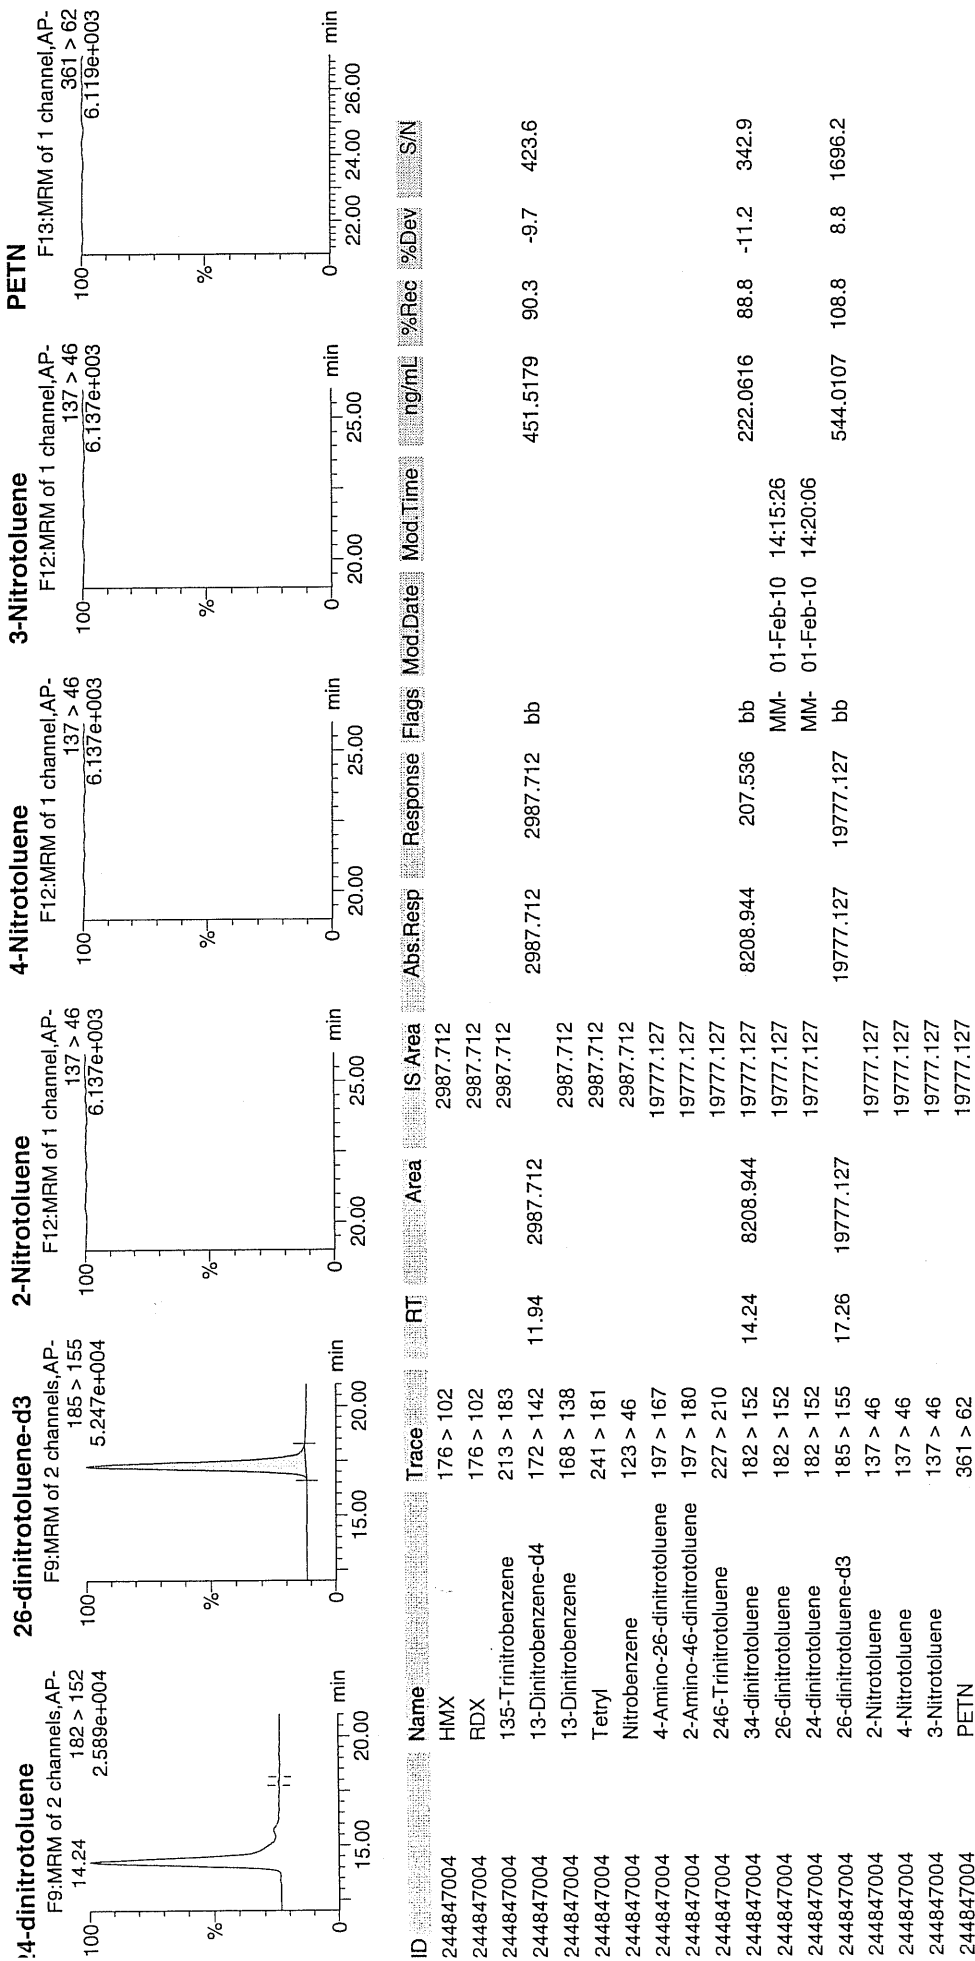 24-dinitrotoluene
F9:MRM of 2 channels,AP-
182 > 152
2.589e+004
14.24
100
%
0
15.00 20.00 min
26-dinitrotoluene-d3
F9:MRM of 2 channels,AP-
185 > 155
5.247e+004
100
%
0
15.00 20.00 min
2-Nitrotoluene
F12:MRM of 1 channel,AP-
137 > 46
6.137e+003
100
%
0
20.00 25.00 min
4-Nitrotoluene
F12:MRM of 1 channel,AP-
137 > 46
6.137e+003
100
%
0
20.00 25.00 min
3-Nitrotoluene
F12:MRM of 1 channel,AP-
137 > 46
6.137e+003
100
%
0
20.00 25.00 min
PETN
F13:MRM of 1 channel,AP-
361 > 62
6.119e+003
100
%
0
22.00 24.00 26.00 min
ID Name Trace RT Area IS Area Abs.Resp Response Flags Mod.Date Mod.Time ng/mL %Rec %Dev S/N
244847004 HMX 176 > 102 2987.712
244847004 RDX 176 > 102 2987.712
244847004 135-Trinitrobenzene 213 > 183 2987.712
244847004 13-Dinitrobenzene-d4 172 > 142 11.94 2987.712 2987.712 2987.712 bb 451.5179 90.3 -9.7 423.6
244847004 13-Dinitrobenzene 168 > 138 2987.712
244847004 Tetryl 241 > 181 2987.712
244847004 Nitrobenzene 123 > 46 2987.712
244847004 4-Amino-26-dinitrotoluene 197 > 167 19777.127
244847004 2-Amino-46-dinitrotoluene 197 > 180 19777.127
244847004 246-Trinitrotoluene 227 > 210 19777.127
244847004 34-dinitrotoluene 182 > 152 14.24 8208.944 19777.127 8208.944 207.536 bb 222.0616 88.8 -11.2 342.9
244847004 26-dinitrotoluene 182 > 152 19777.127 MM- 01-Feb-10 14:15:26
244847004 24-dinitrotoluene 182 > 152 19777.127 MM- 01-Feb-10 14:20:06
244847004 26-dinitrotoluene-d3 185 > 155 17.26 19777.127 19777.127 19777.127 bb 544.0107 108.8 8.8 1696.2
244847004 2-Nitrotoluene 137 > 46 19777.127
244847004 4-Nitrotoluene 137 > 46 19777.127
244847004 3-Nitrotoluene 137 > 46 19777.127
244847004 PETN 361 > 62 19777.127